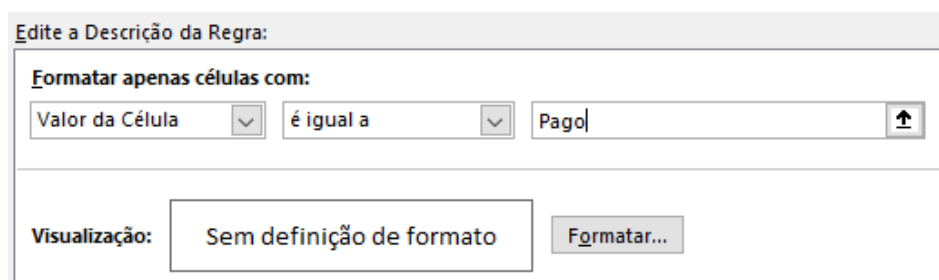 Edite a Descrição da Regra:
Formatar apenas células com:
Valor da Célula é igual a Pago
Visualização: Sem definição de formato Formatar...